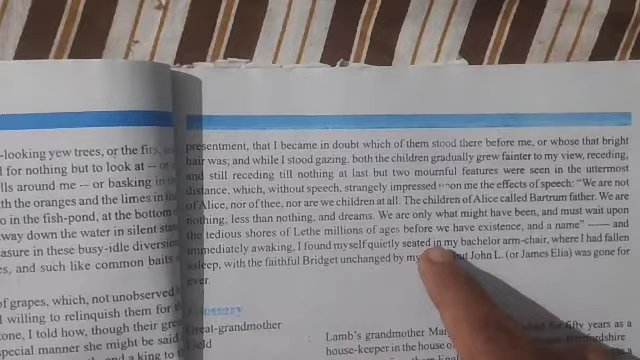 -looking yew trees, or the firs,
d for nothing but to look at -- or
lls around me -- or basking in
ith the oranges and the limes in
o in the fish-pond, at the bottom
way down the water in silent
asure in these busy-idle
es, and such like common baits
of grapes, which, not unobserved
l willing to relinquish them for
one, I told how, though their
special manner she might be said
and a king to
presentment, that I became in doubt which of them stood there before me, or whose that bright
hair was; and while I stood gazing, both the children gradually grew fainter to my view, receding,
and still receding till nothing at last but two mournful features were seen in the uttermost
distance, which, without speech, strangely impressed me the effects of speech: "We are not
of Alice, nor of thee, nor are we children at all. The children of Alice called Bartrum father. We are
nothing, less than nothing, and dreams. We are only what might have been, and must wait upon
the tedious shores of Lethe millions of ages before we have existence, and a name" —— and
immediately awaking, I found myself quietly seated in my bachelor arm-chair, where I had fallen
asleep, with the faithful Bridget unchanged by my John L. (or James Elia) was gone for
ever.
Glossary
Great-grandmother
Field
: Lamb's grandmother for fifty years as a
house-keeper in the house of